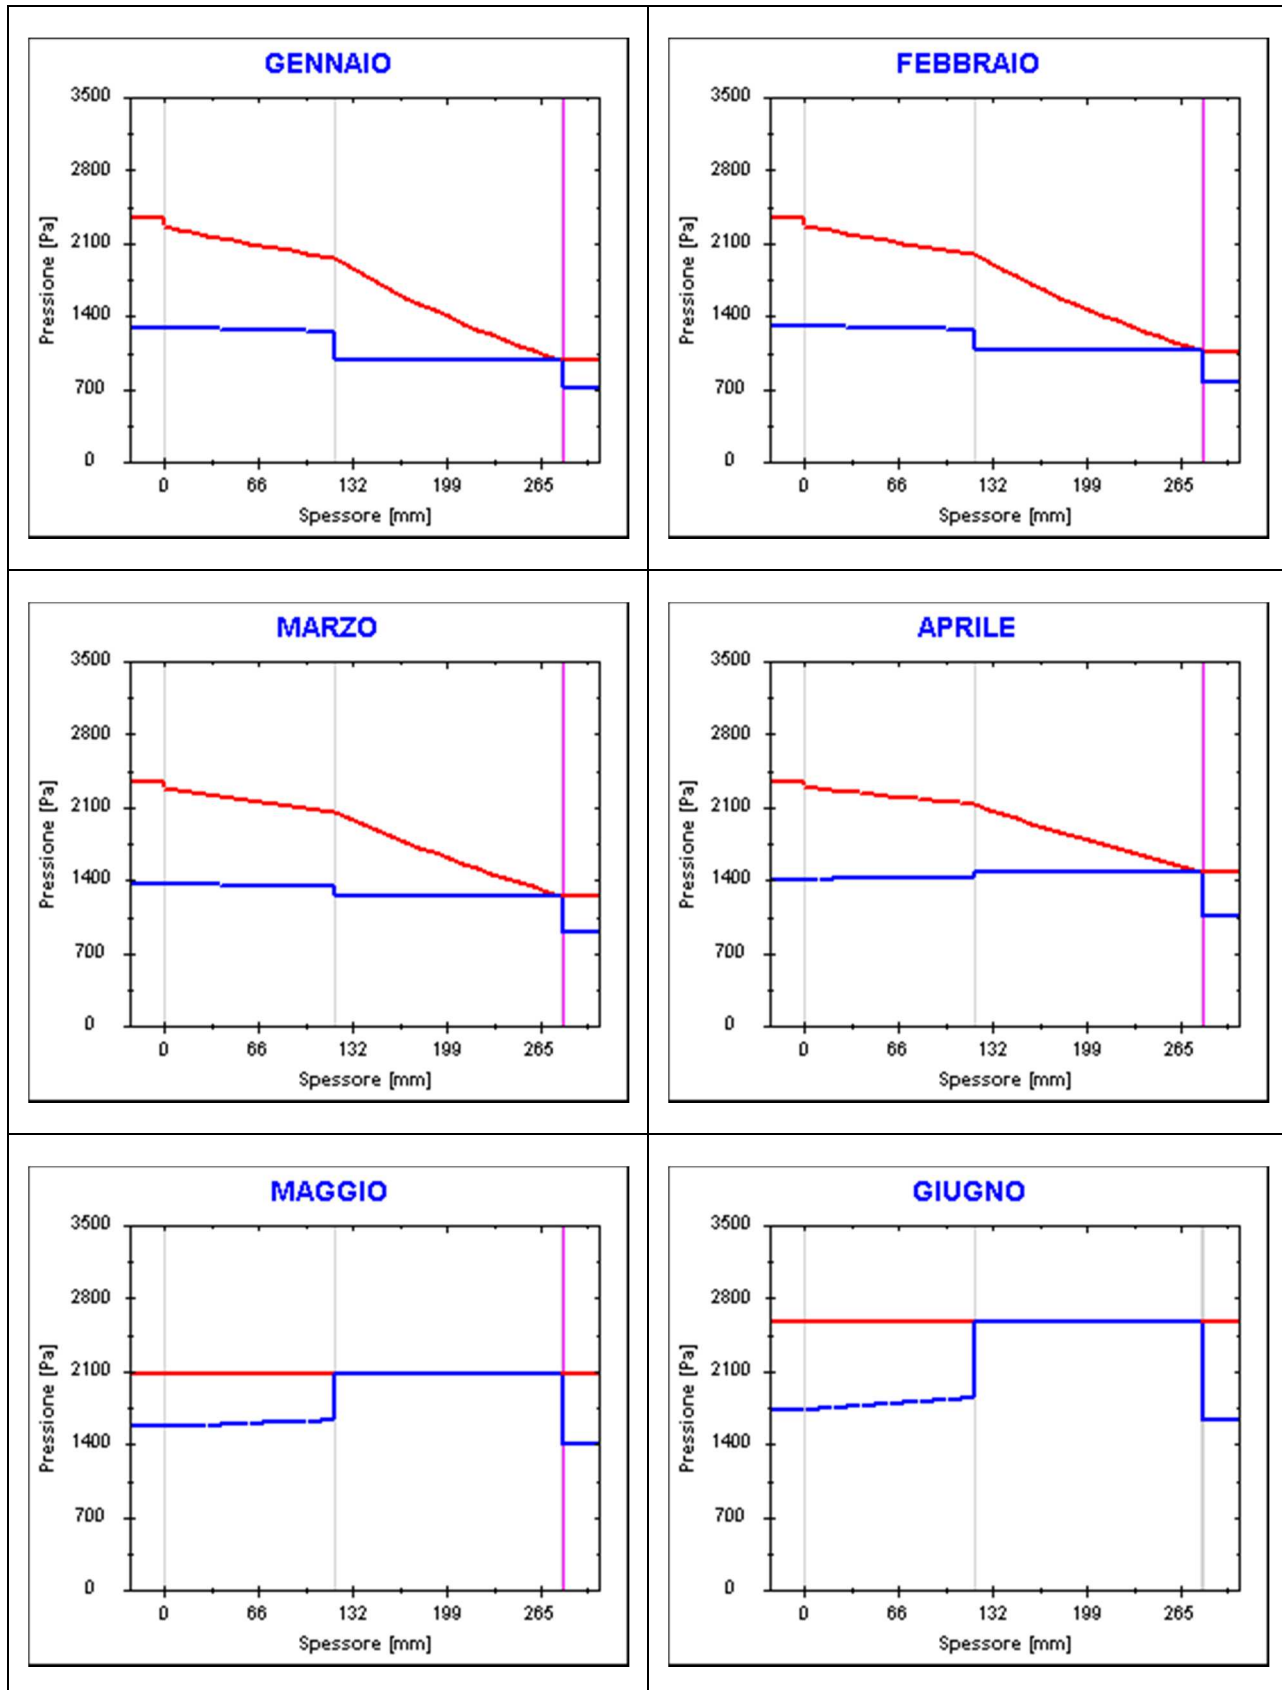 GENNAIO
3500
2800
2100
1400
700
0
Pressione [Pa]
0 66 132 199 265
Spessore [mm]
FEBBRAIO
3500
2800
2100
1400
700
0
Pressione [Pa]
0 66 132 199 265
Spessore [mm]
MARZO
3500
2800
2100
1400
700
0
Pressione [Pa]
0 66 132 199 265
Spessore [mm]
APRILE
3500
2800
2100
1400
700
0
Pressione [Pa]
0 66 132 199 265
Spessore [mm]
MAGGIO
3500
2800
2100
1400
700
0
Pressione [Pa]
0 66 132 199 265
Spessore [mm]
GIUGNO
3500
2800
2100
1400
700
0
Pressione [Pa]
0 66 132 199 265
Spessore [mm]